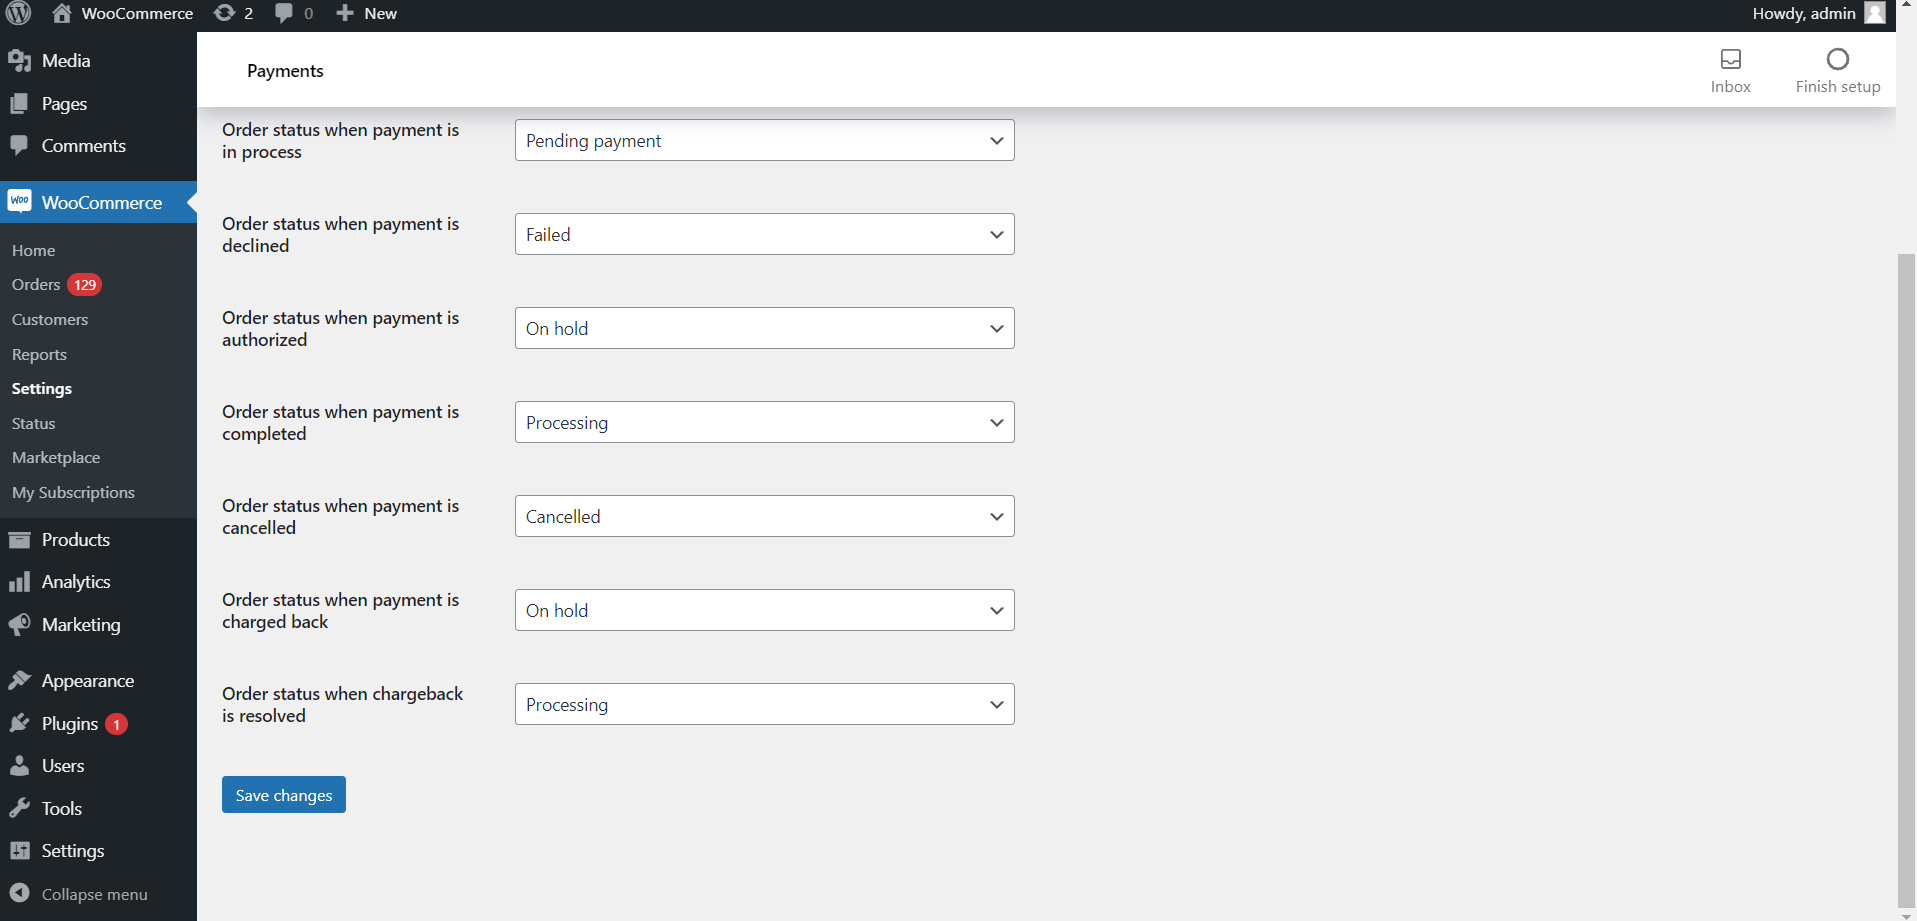 WooCommerce 2 0 New Howdy, admin
Media
Pages
Comments
Woo WooCommerce
Home
Orders 129
Customers
Reports
Settings
Status
Marketplace
My Subscriptions
Products
Analytics
Marketing
Appearance
Plugins 1
Users
Tools
Settings
Collapse menu
Payments
Inbox
Finish setup
Order status when payment is
in process
Pending payment
Order status when payment is
declined
Failed
Order status when payment is
authorized
On hold
Order status when payment is
completed
Processing
Order status when payment is
cancelled
Cancelled
Order status when payment is
charged back
On hold
Order status when chargeback
is resolved
Processing
Save changes